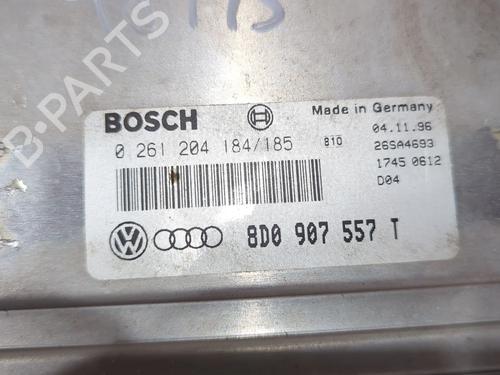 B-PARTS
BOSCH
Made in Germany
0 261 204 184/185
810
04.11.96
26SA4693
1745 0612
D04
8D0 907 557 T